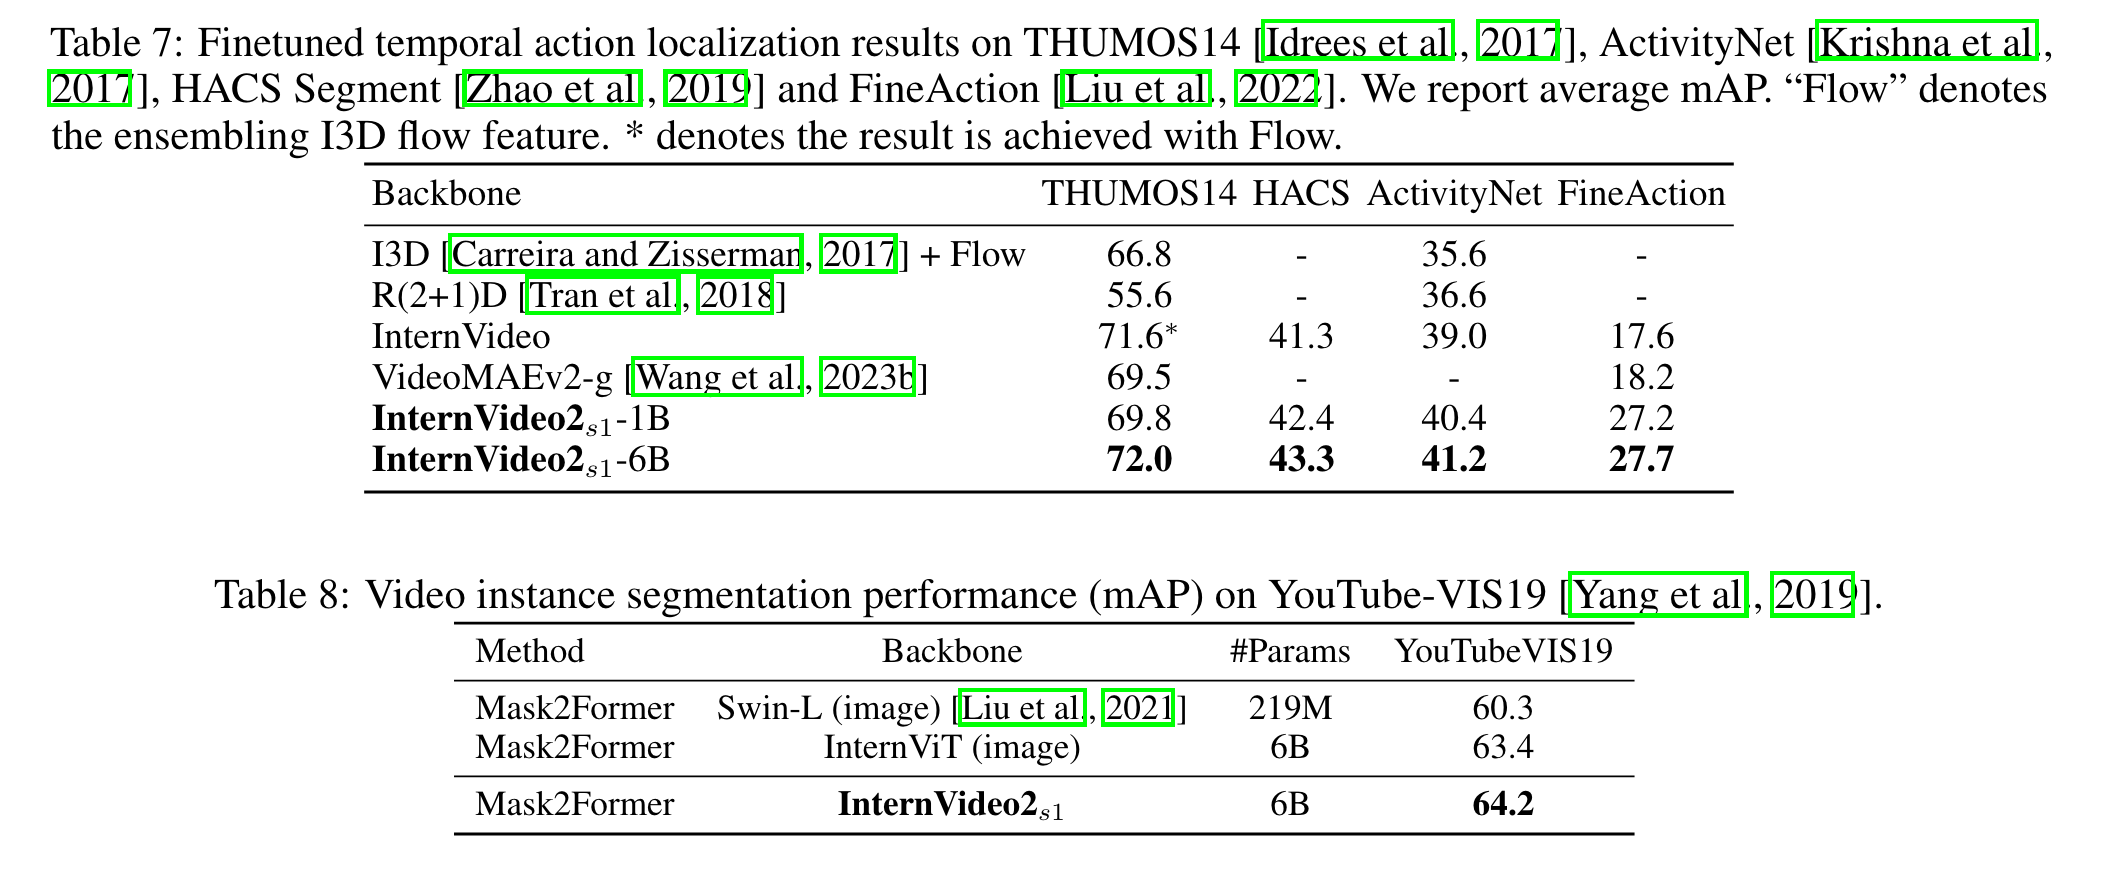 Table 7: Finetuned temporal action localization results on THUMOS14 [Idrees et al., 2017], ActivityNet [Krishna et al.,
2017], HACS Segment [Zhao et al., 2019] and FineAction [Liu et al., 2022]. We report average mAP. “Flow” denotes
the ensembling I3D flow feature. * denotes the result is achieved with Flow.
Backbone THUMOS14 HACS ActivityNet FineAction
I3D [Carreira and Zisserman, 2017] + Flow 66.8 - 35.6 -
R(2+1)D [Tran et al., 2018] 55.6 - 36.6 -
InternVideo 71.6* 41.3 39.0 17.6
VideoMAEv2-g [Wang et al., 2023b] 69.5 - - 18.2
InternVideo2s1-1B 69.8 42.4 40.4 27.2
InternVideo2s1-6B 72.0 43.3 41.2 27.7
Table 8: Video instance segmentation performance (mAP) on YouTube-VIS19 [Yang et al., 2019].
Method Backbone #Params YouTubeVIS19
Mask2Former Swin-L (image) [Liu et al., 2021] 219M 60.3
Mask2Former InternViT (image) 6B 63.4
Mask2Former InternVideo2s1 6B 64.2